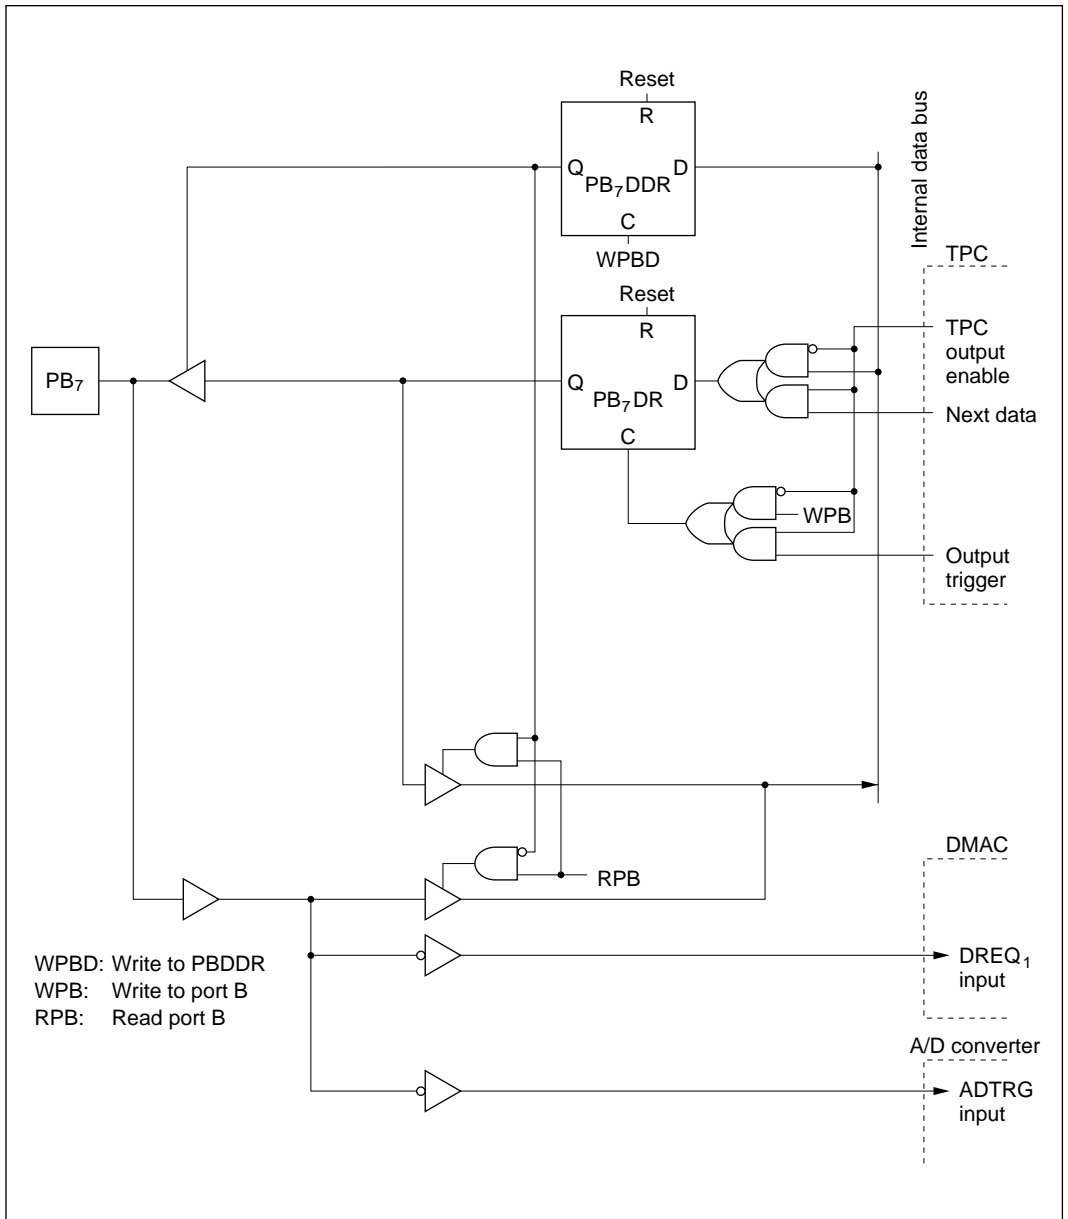 Reset
R
Internal data bus
Q
PB7DDR
D
C
WPBD
TPC
Reset
R
TPC
output
enable
PB7
Q
PB7DR
D
C
Next data
WPB
Output
trigger
DMAC
RPB
WPBD: Write to PBDDR
WPB: Write to port B
RPB: Read port B
DREQ1
input
A/D converter
ADTRG
input